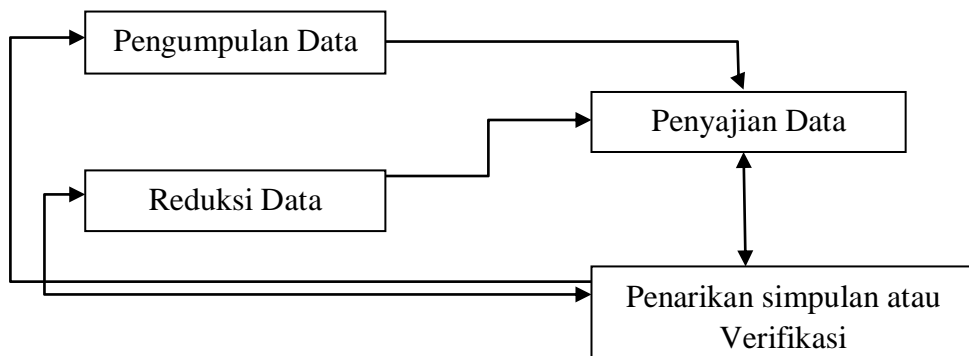 Pengumpulan Data
Penyajian Data
Reduksi Data
Penarikan simpulan atau
Verifikasi